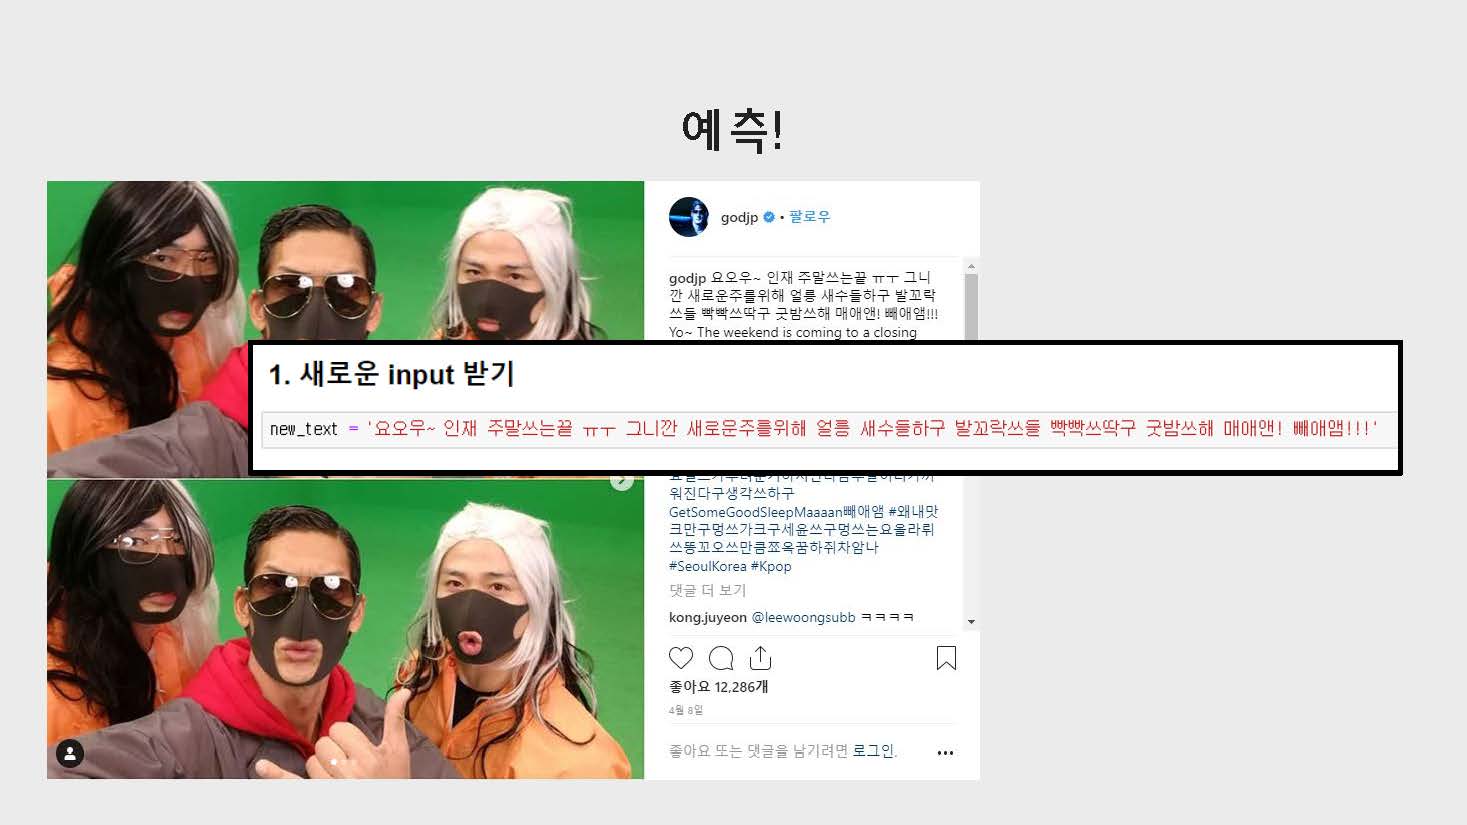 예측!
godjp • 팔로우
godjp 요오우~ 인재 주말쓰는끝 ㅠㅜ 그니
깐 새로운주를위해 얼릉 새수들하구 발꼬락
쓰들 빡빡쓰딱구 굿밤쓰해 매애앤! 빼애앰!!!
Yo~ The weekend is coming to a closing
1. 새로운 input 받기
new_text = '요오우~ 인재 주말쓰는끝 ㅠㅜ 그니깐 새로운주를위해 얼릉 새수들하구 발꼬락쓰들 빡빡쓰딱구 굿밤쓰해 매애앤! 빼애앰!!!'
워진다구생각쓰하구
GetSomeGoodSleepMaaaan빼애앰 #왜내맛
크만구멍쓰가크구세윤쓰구멍쓰는요올라뤼
쓰똥꼬오쓰만큼쪼옥꿈하쥐차암나
#SeoulKorea #Kpop
댓글 더 보기
kong.juyeon @leewoongsubb ㅋㅋㅋㅋ
좋아요 12,286개
4월 8일
좋아요 또는 댓글을 남기려면 로그인.